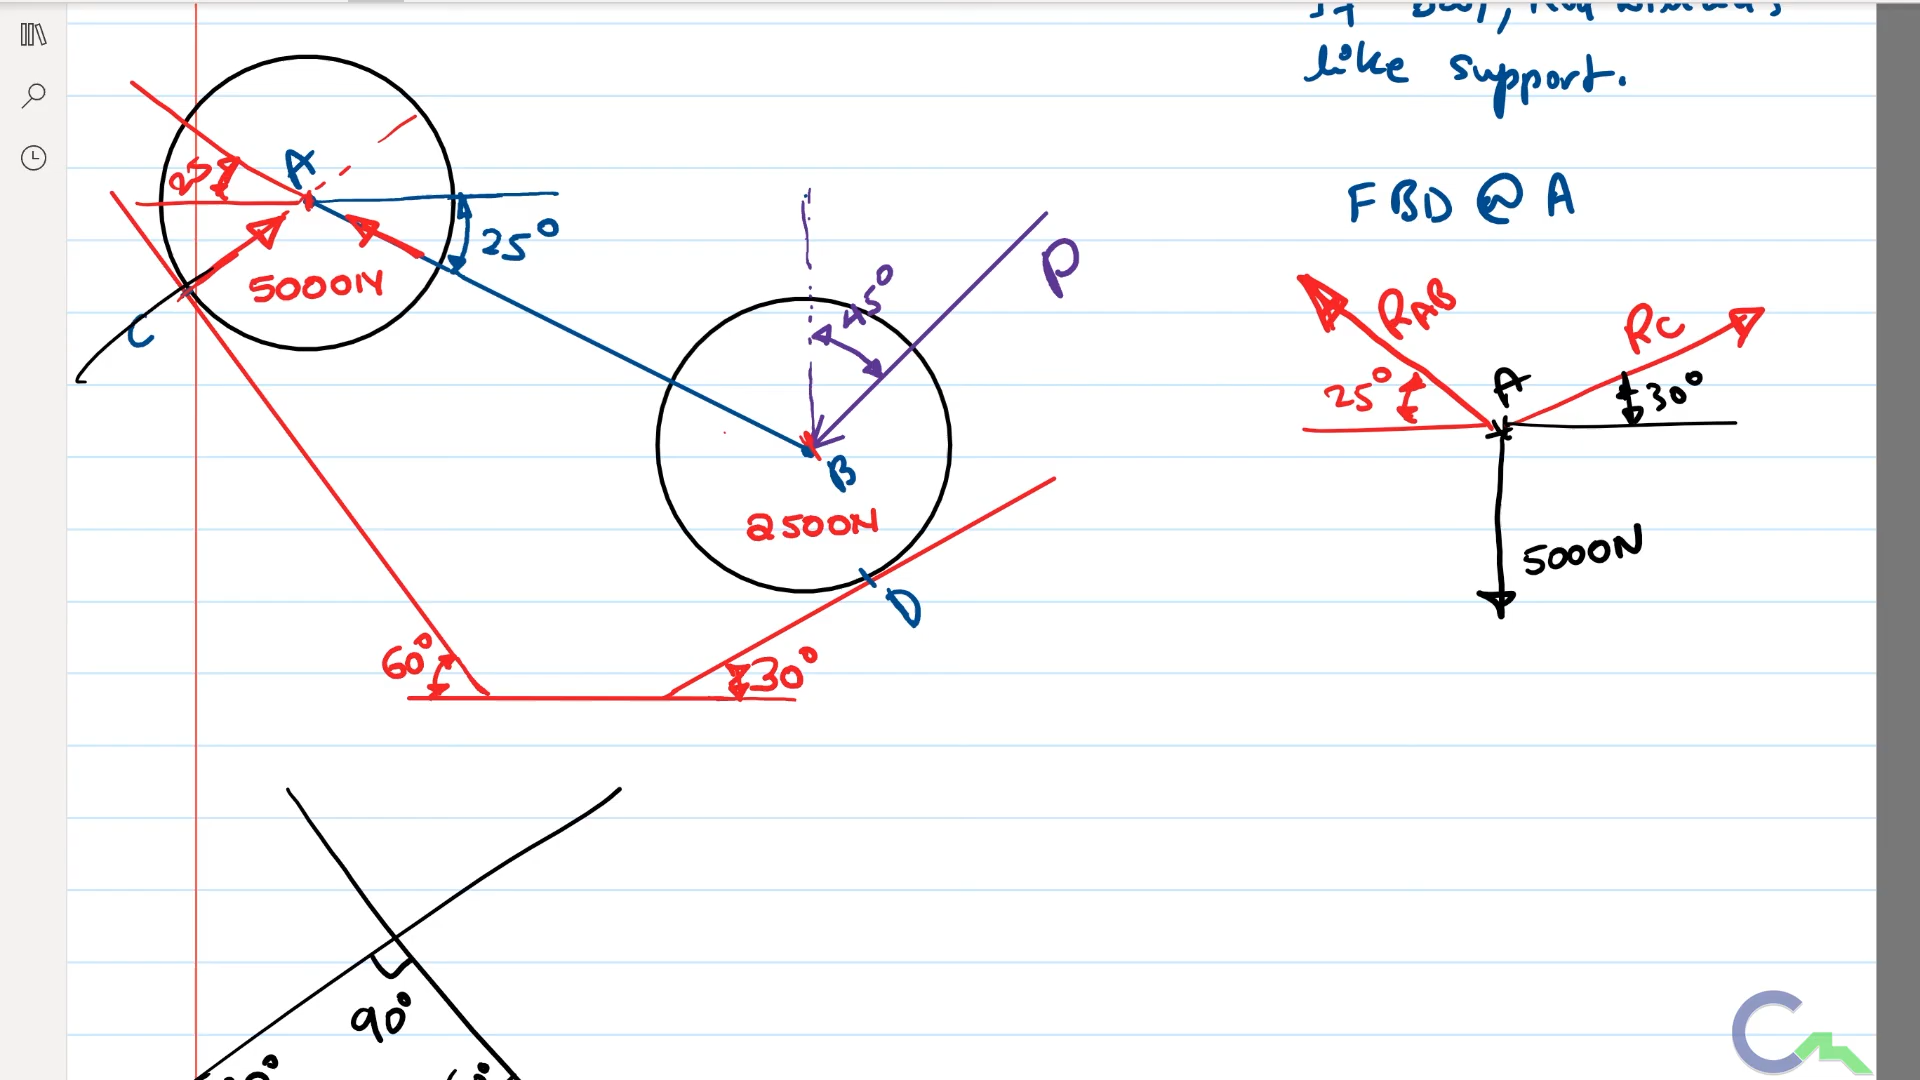 like support.
FBD @ A
A
25
25°
5000N
C
45°
P
B
2500N
D
60°
30°
RAB
RC
25°
A
30°
5000N
90°